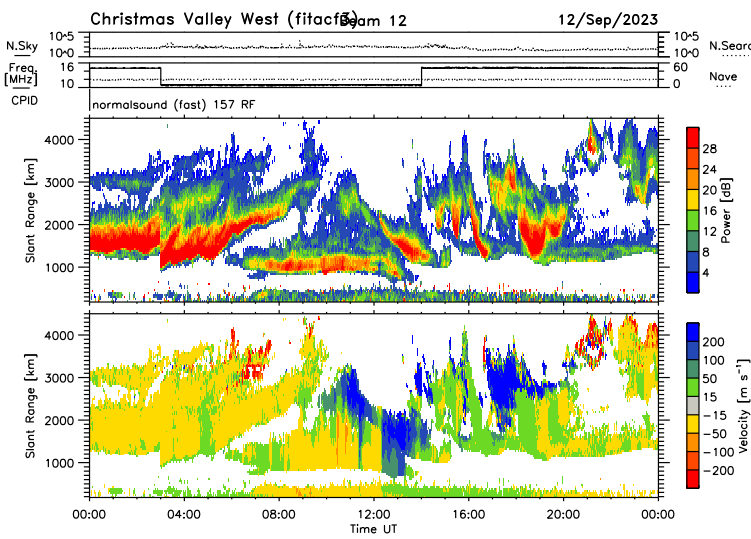 Christmas Valley West (fitacf3) Beam 12 12/Sep/2023
N.Sky 10^5 10^0 10^5 10^0 N.Searc
Freq [MHz] 16 10 60 0 Nave
CPID normalsound (fast) 157 RF
Slant Range [km] 4000 3000 2000 1000
Power [dB] 28 24 20 16 12 8 4
Slant Range [km] 4000 3000 2000 1000
Velocity [m s⁻¹] 200 100 50 15 -15 -50 -100 -200
00:00 04:00 08:00 12:00 16:00 20:00 00:00
Time UT